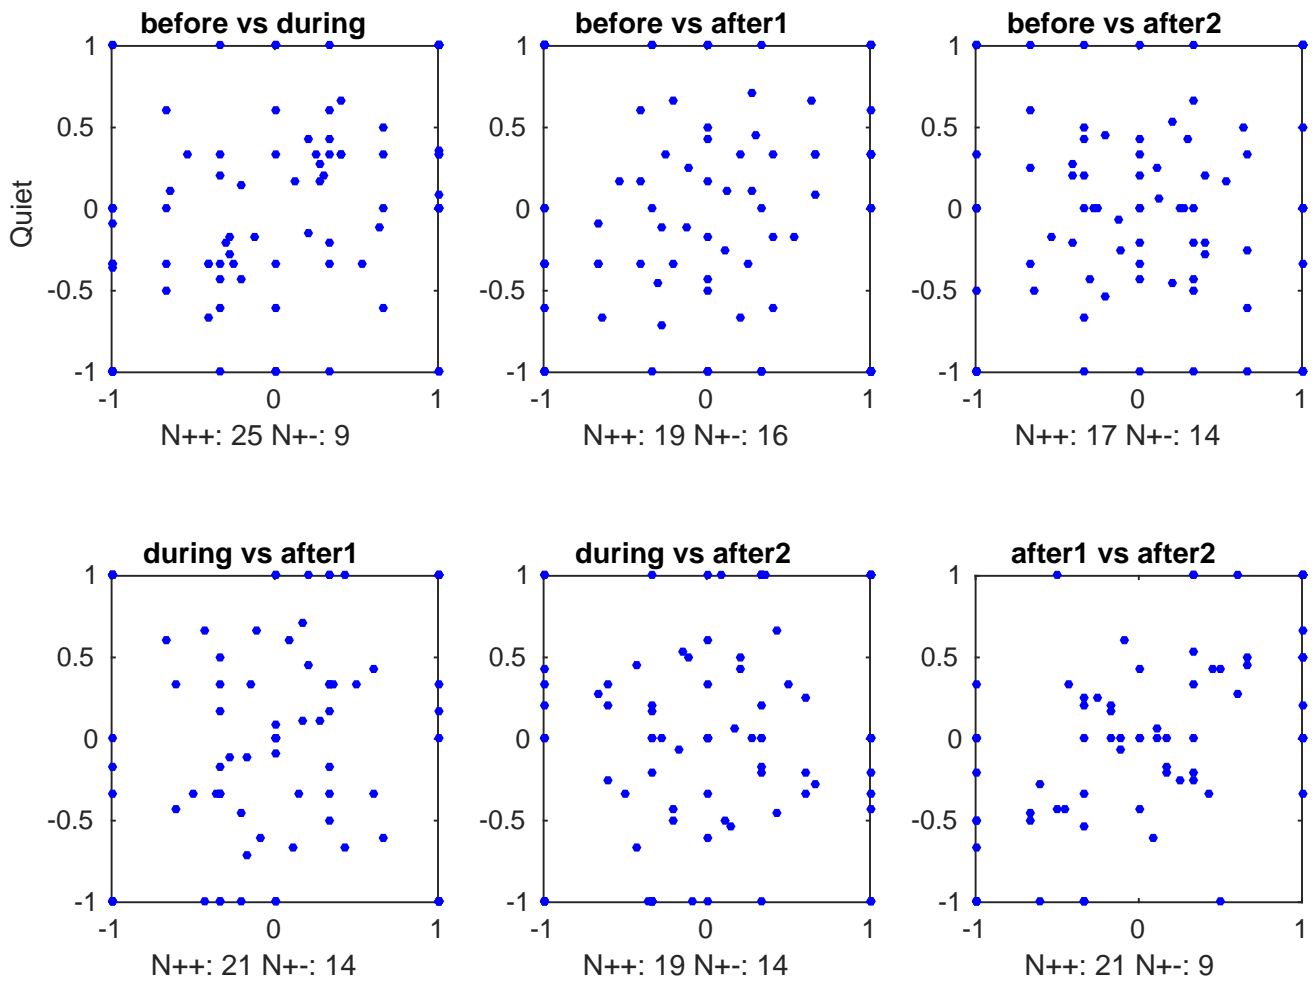 before vs during
before vs after1
before vs after2
1
0.5
0
-0.5
-1
Quiet
-1 0 1
N++: 25 N+-: 9
1
0.5
0
-0.5
-1
-1 0 1
N++: 19 N+-: 16
1
0.5
0
-0.5
-1
-1 0 1
N++: 17 N+-: 14
during vs after1
during vs after2
after1 vs after2
1
0.5
0
-0.5
-1
-1 0 1
N++: 21 N+-: 14
1
0.5
0
-0.5
-1
-1 0 1
N++: 19 N+-: 14
1
0.5
0
-0.5
-1
-1 0 1
N++: 21 N+-: 9